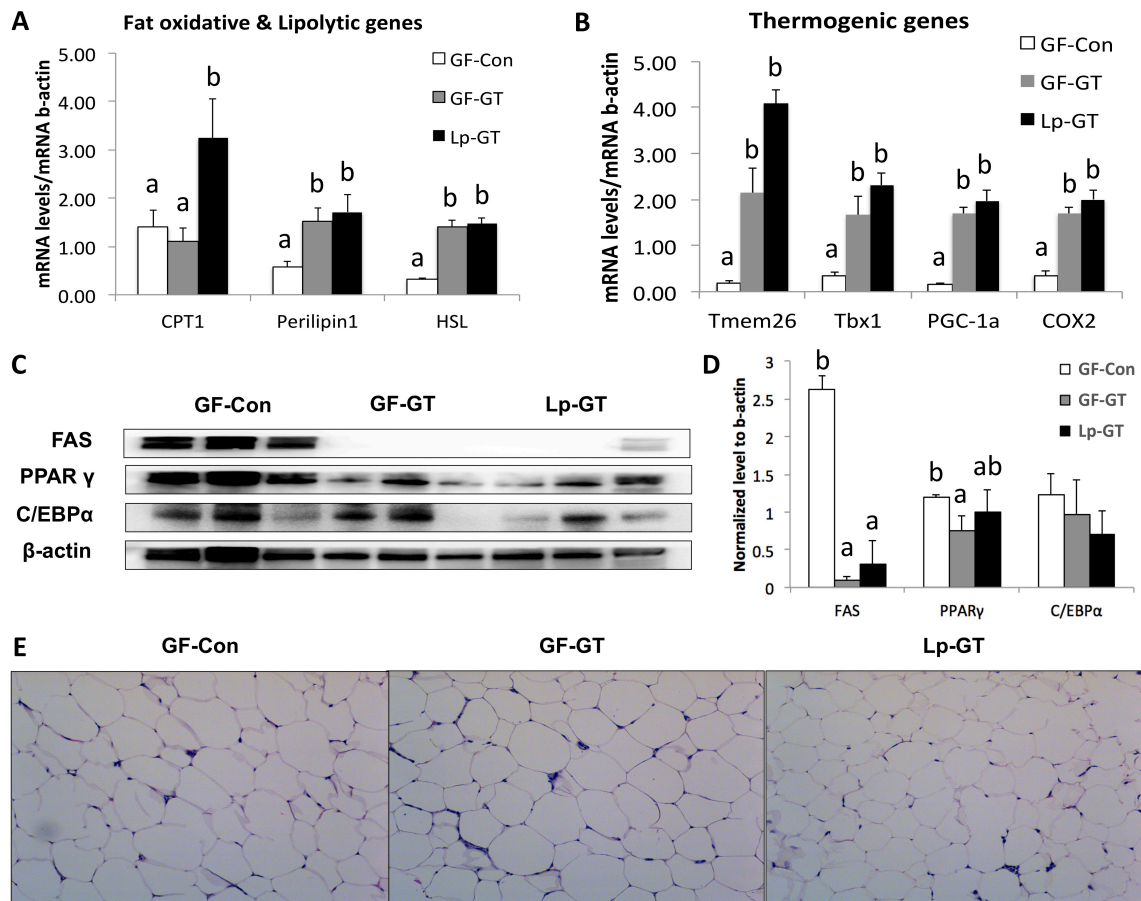 A
Fat oxidative & Lipolytic genes
mRNA levels/mRNA b-actin
5.00
4.00
3.00
2.00
1.00
0.00
GF-Con
GF-GT
Lp-GT
a
a
b
a
b
b
a
b
b
CPT1
Perilipin1
HSL
B
Thermogenic genes
mRNA levels/mRNA b-actin
5.00
4.00
3.00
2.00
1.00
0.00
GF-Con
GF-GT
Lp-GT
a
b
b
a
b
b
a
b
b
a
b
b
Tmem26
Tbx1
PGC-1a
COX2
C
GF-Con
GF-GT
Lp-GT
FAS
PPAR γ
C/EBPα
β-actin
D
Normalized level to b-actin
3
2.5
2
1.5
1
0.5
0
GF-Con
GF-GT
Lp-GT
b
a
a
b
a
ab
FAS
PPARγ
C/EBPα
E
GF-Con
GF-GT
Lp-GT